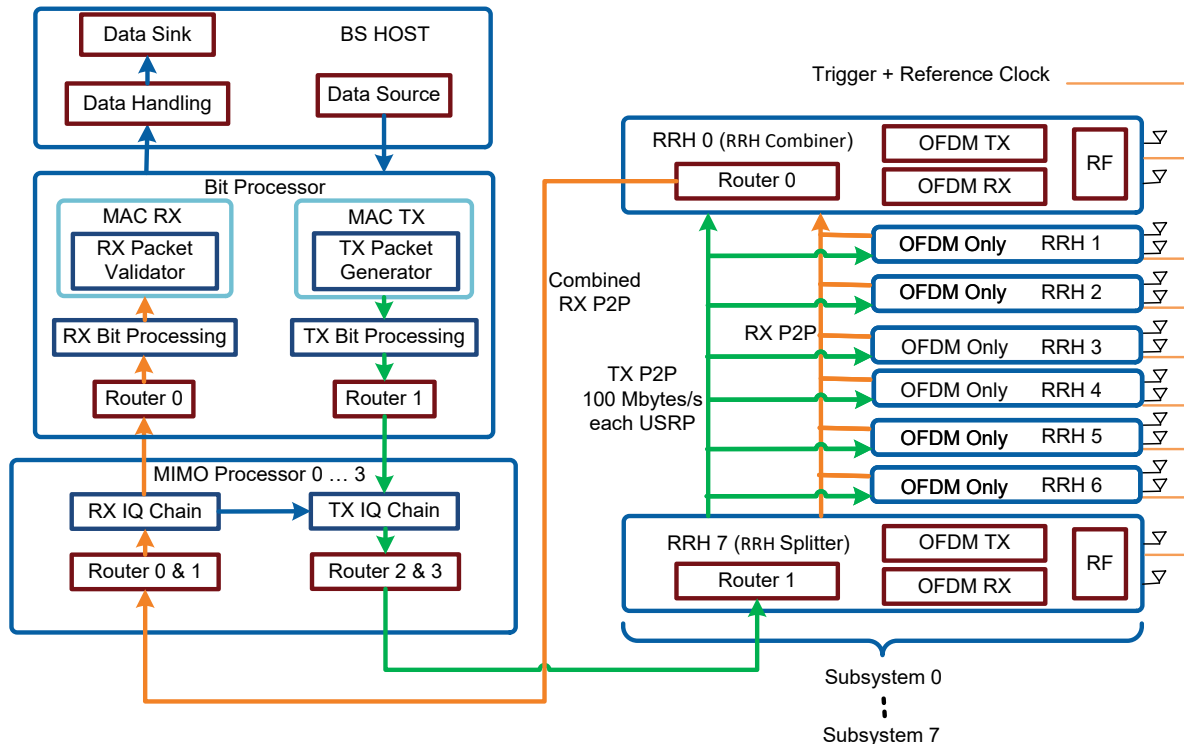 Data Sink
BS HOST
Data Handling
Data Source
Bit Processor
MAC RX
RX Packet
Validator
MAC TX
TX Packet
Generator
RX Bit Processing
TX Bit Processing
Router 0
Router 1
MIMO Processor 0 ... 3
RX IQ Chain
TX IQ Chain
Router 0 & 1
Router 2 & 3
Combined
RX P2P
Trigger + Reference Clock
RRH 0 (RRH Combiner)
Router 0
OFDM TX
OFDM RX
RF
OFDM Only RRH 1
OFDM Only RRH 2
OFDM Only RRH 3
OFDM Only RRH 4
OFDM Only RRH 5
OFDM Only RRH 6
RX P2P
TX P2P
100 Mbytes/s
each USRP
RRH 7 (RRH Splitter)
Router 1
OFDM TX
OFDM RX
RF
Subsystem 0
Subsystem 7